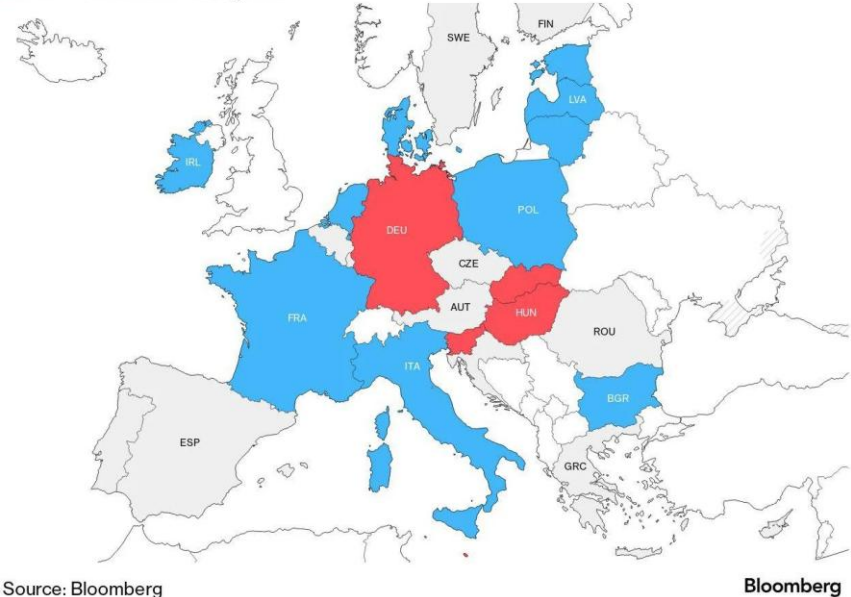 FIN
SWE
LVA
IRL
POL
DEU
CZE
FRA
AUT
HUN
ROU
ITA
BGR
ESP
GRC
Source: Bloomberg
Bloomberg